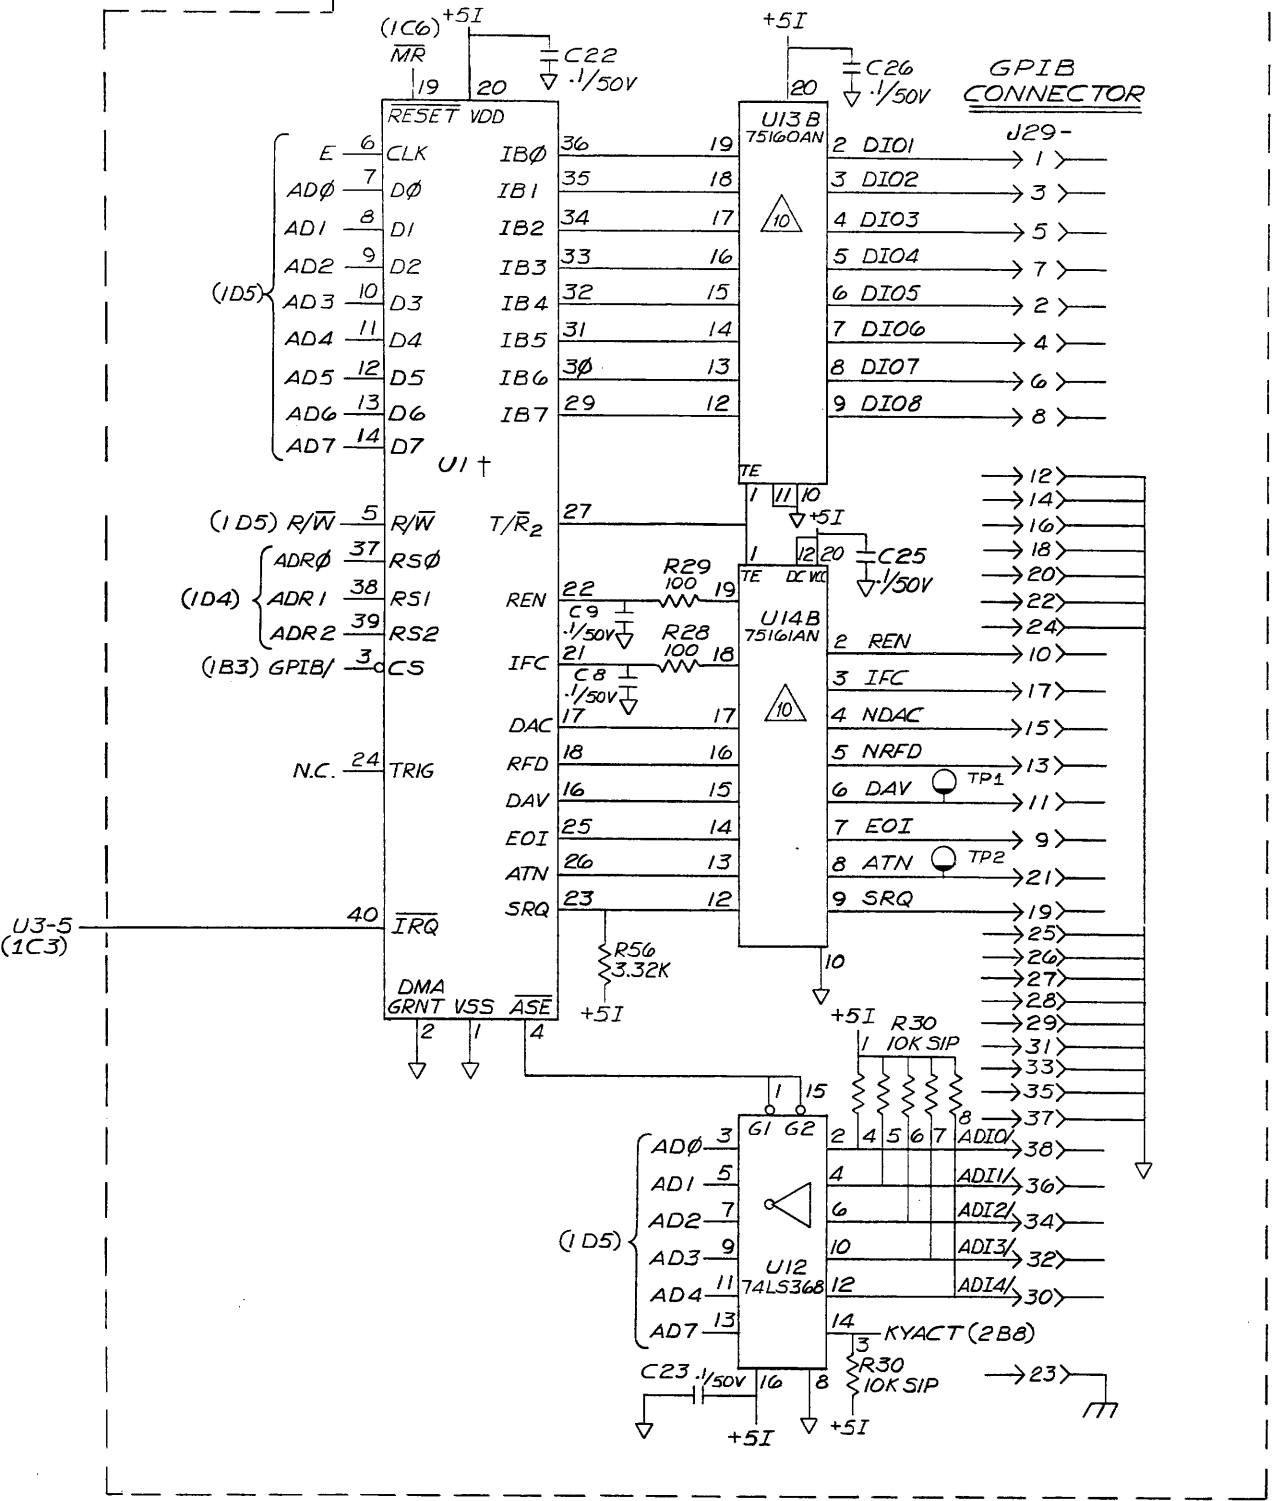 (1C6) +5I
+5I
M̅R̅
C22
.1/50V
C26
.1/50V
GPIB
CONNECTOR
19 20
20
R̅E̅S̅E̅T̅ VDD
U13B
75160AN
J29-
E 6 CLK IBØ 36 19 2 DIO1 1
ADØ 7 DØ IB1 35 18 3 DIO2 3
AD1 8 D1 IB2 34 17 10 4 DIO3 5
AD2 9 D2 IB3 33 16 5 DIO4 7
(1D5) AD3 10 D3 IB4 32 15 6 DIO5 2
AD4 11 D4 IB5 31 14 7 DIO6 4
AD5 12 D5 IB6 3Ø 13 8 DIO7 6
AD6 13 D6 IB7 29 12 9 DIO8 8
AD7 14 D7
U1†
TE
1 11 10
12
14
16
18
20
22
24
(1D5) R/W̅ 5 R/W̅ T/R̅2 27
+5I
ADRØ 37 RSØ
1 12 20
C25
.1/50V
TE DC VCC
(1D4) ADR1 38 RS1 REN 22
R29
100
19
C9
.1/50V
U14B
75161AN
ADR2 39 RS2
R28
100
18
(1B3) GPIB/ 3 CS IFC 21
C8
.1/50V
2 REN 10
3 IFC 17
10
DAC 17 17 4 NDAC 15
N.C. 24 TRIG RFD 18 16 5 NRFD 13
DAV 16 15 6 DAV TP1 11
EOI 25 14 7 EOI 9
ATN 26 13 8 ATN TP2 21
SRQ 23 12 9 SRQ 19
U3-5
(1C3)
40 I̅R̅Q̅
R56
3.32K
+5I
10
25
26
27
28
29
31
33
35
37
DMA
GRNT VSS A̅S̅E̅
2 1 4
+5I R30
1 10K SIP
1 15
G1 G2
ADØ 3 2 4 5 6 7 8 ADI0/ 38
AD1 5 4 ADI1/ 36
AD2 7 6 ADI2/ 34
(1D5)
AD3 9 10 ADI3/ 32
U12
74LS368
AD4 11 12 ADI4/ 30
AD7 13 14 KYACT (2B8)
3
R30
10K SIP
+5I
C23 .1/50V
16 8
+5I
23